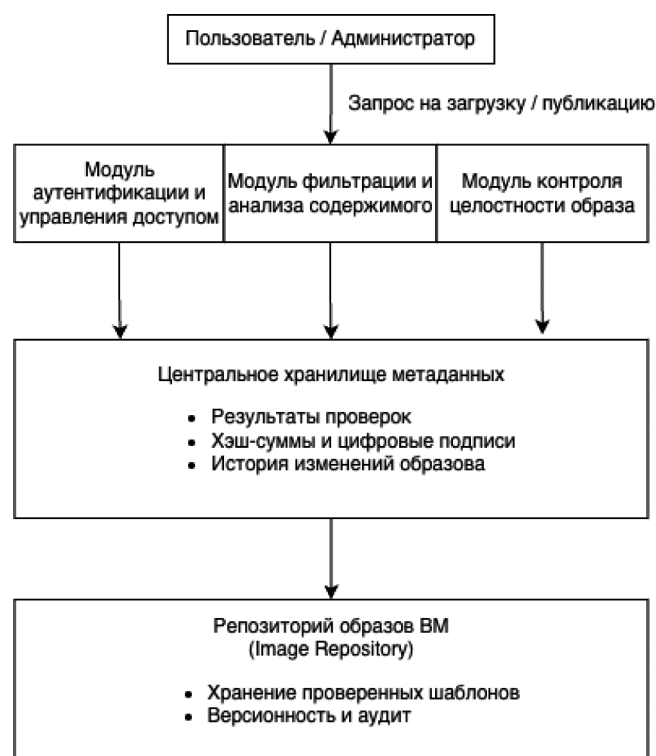 Пользователь / Администратор
Запрос на загрузку / публикацию
Модуль
аутентификации и
управления доступом
Модуль фильтрации и
анализа содержимого
Модуль контроля
целостности образа
Центральное хранилище метаданных
• Результаты проверок
• Хэш-суммы и цифровые подписи
• История изменений образова
Репозиторий образов ВМ
(Image Repository)
• Хранение проверенных шаблонов
• Версионность и аудит